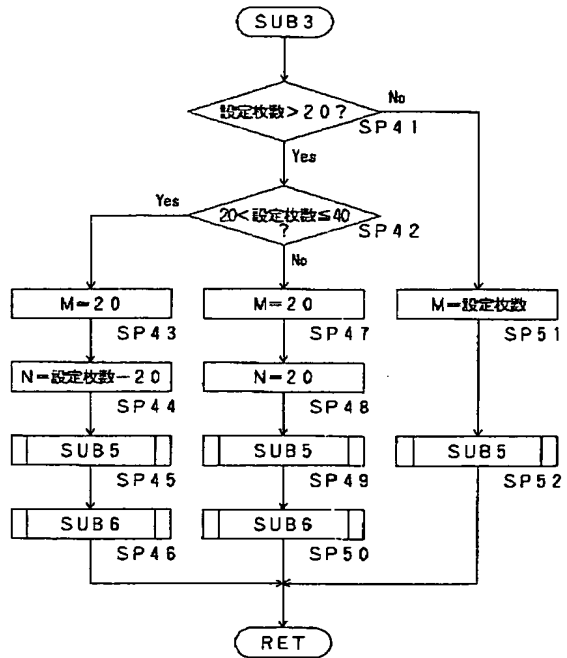 SUB3
設定枚数>20?
No
SP41
Yes
Yes
20<設定枚数≦40
?
SP42
No
M=20
SP43
M=20
SP47
M=設定枚数
SP51
N=設定枚数-20
SP44
N=20
SP48
SUB5
SP45
SUB5
SP49
SUB5
SP52
SUB6
SP46
SUB6
SP50
RET